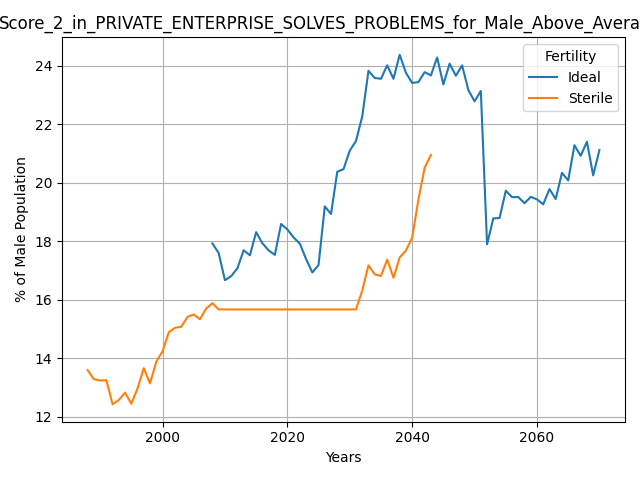 Score_2_in_PRIVATE_ENTERPRISE_SOLVES_PROBLEMS_for_Male_Above_Avera
Fertility
Ideal
Sterile
% of Male Population
24
22
20
18
16
14
12
2000 2020 2040 2060
Years